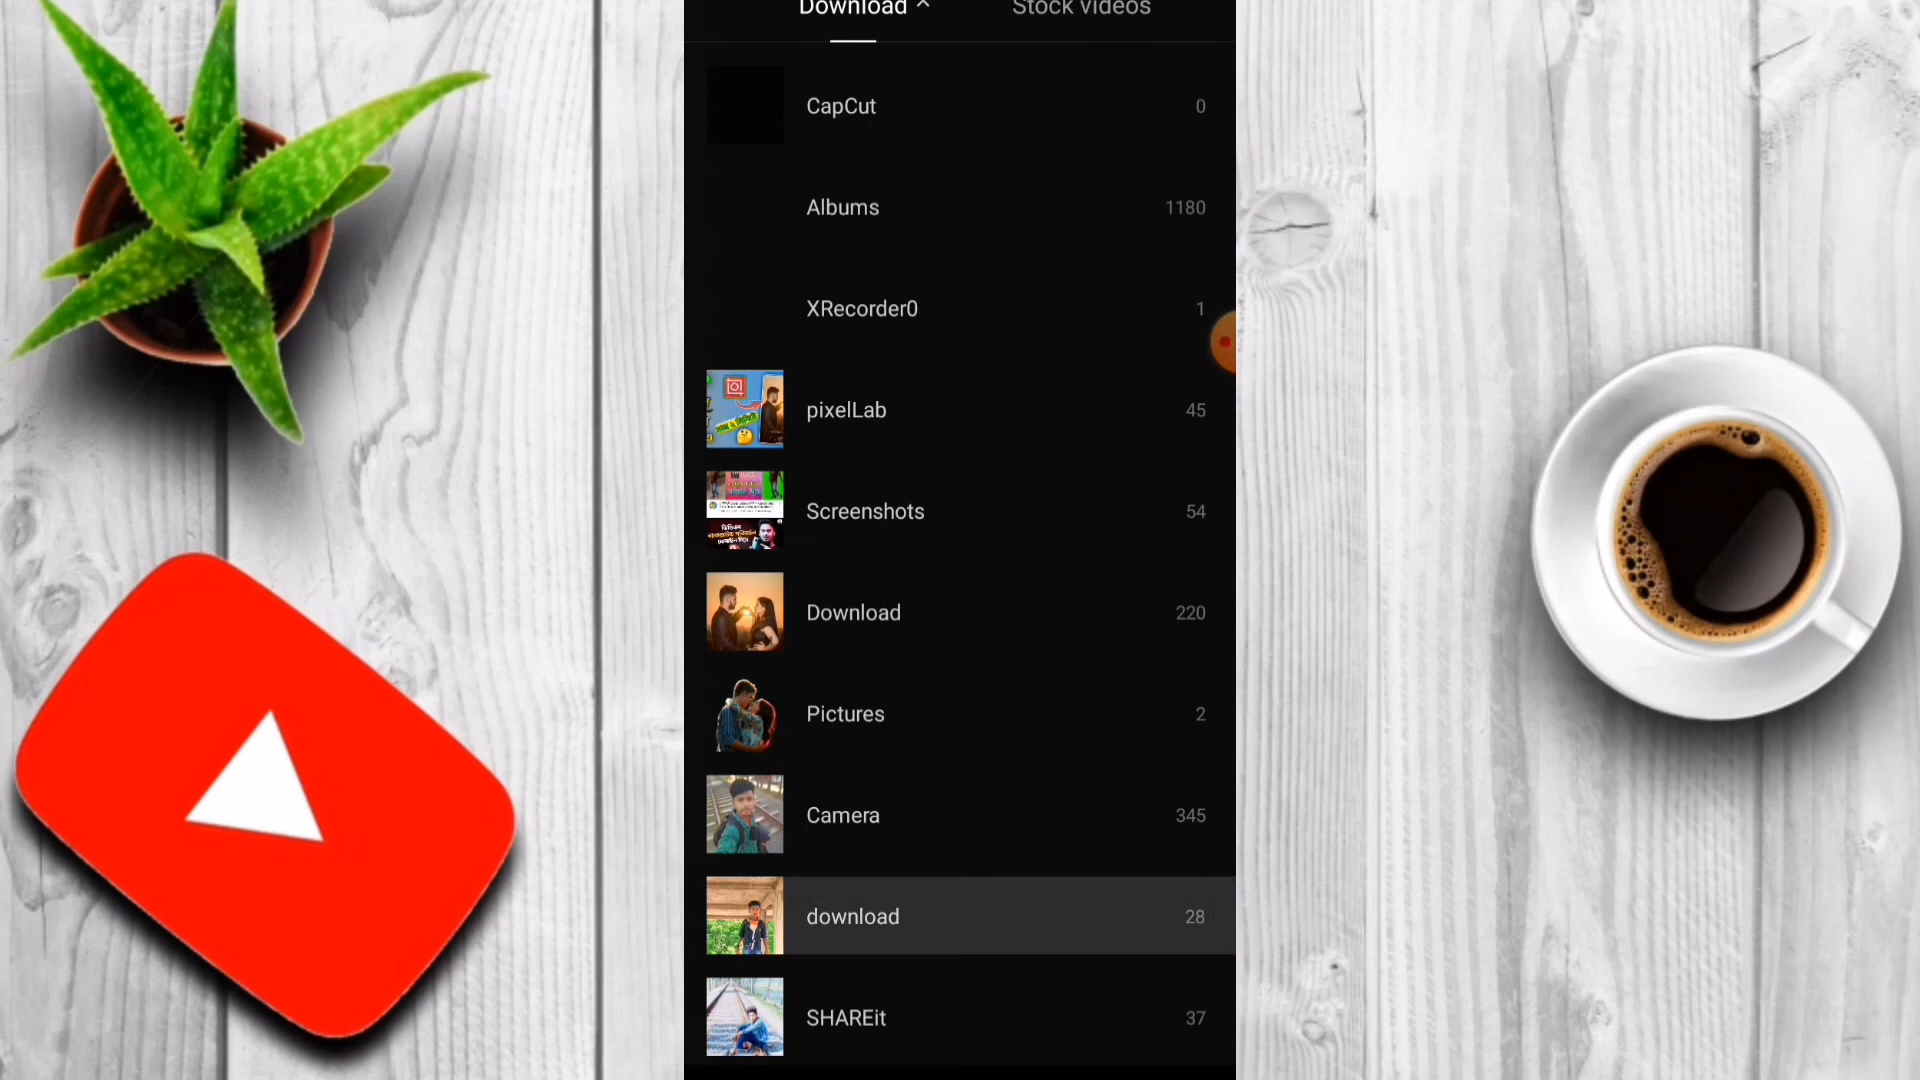 Download
Stock videos
CapCut 0
Albums 1180
XRecorder0 1
pixelLab 45
Screenshots 54
Download 220
Pictures 2
Camera 345
download 28
SHAREit 37